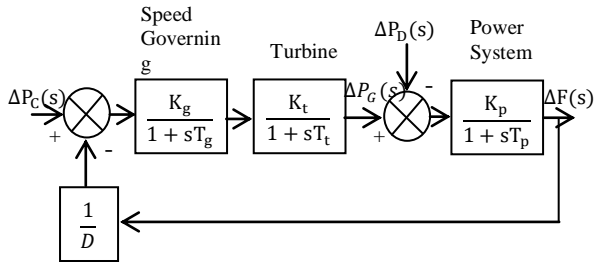 Speed
Governin
g
Turbine
Power
System
ΔP_D(s)
ΔP_C(s)
+
-
K_g
1 + sT_g
K_t
1 + sT_t
ΔP_G(s)
+
-
K_p
1 + sT_p
ΔF(s)
1
D